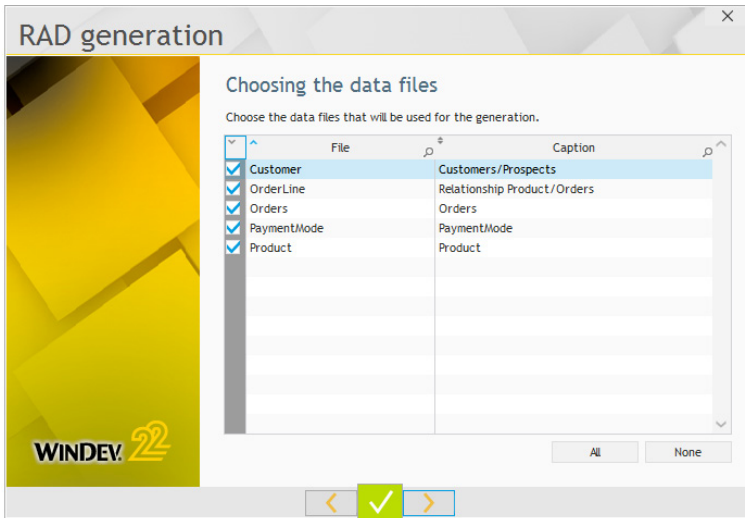 RAD generation
Choosing the data files
Choose the data files that will be used for the generation.
File Caption
Customer Customers/Prospects
OrderLine Relationship Product/Orders
Orders Orders
PaymentMode PaymentMode
Product Product
All None
WINDEV. 22